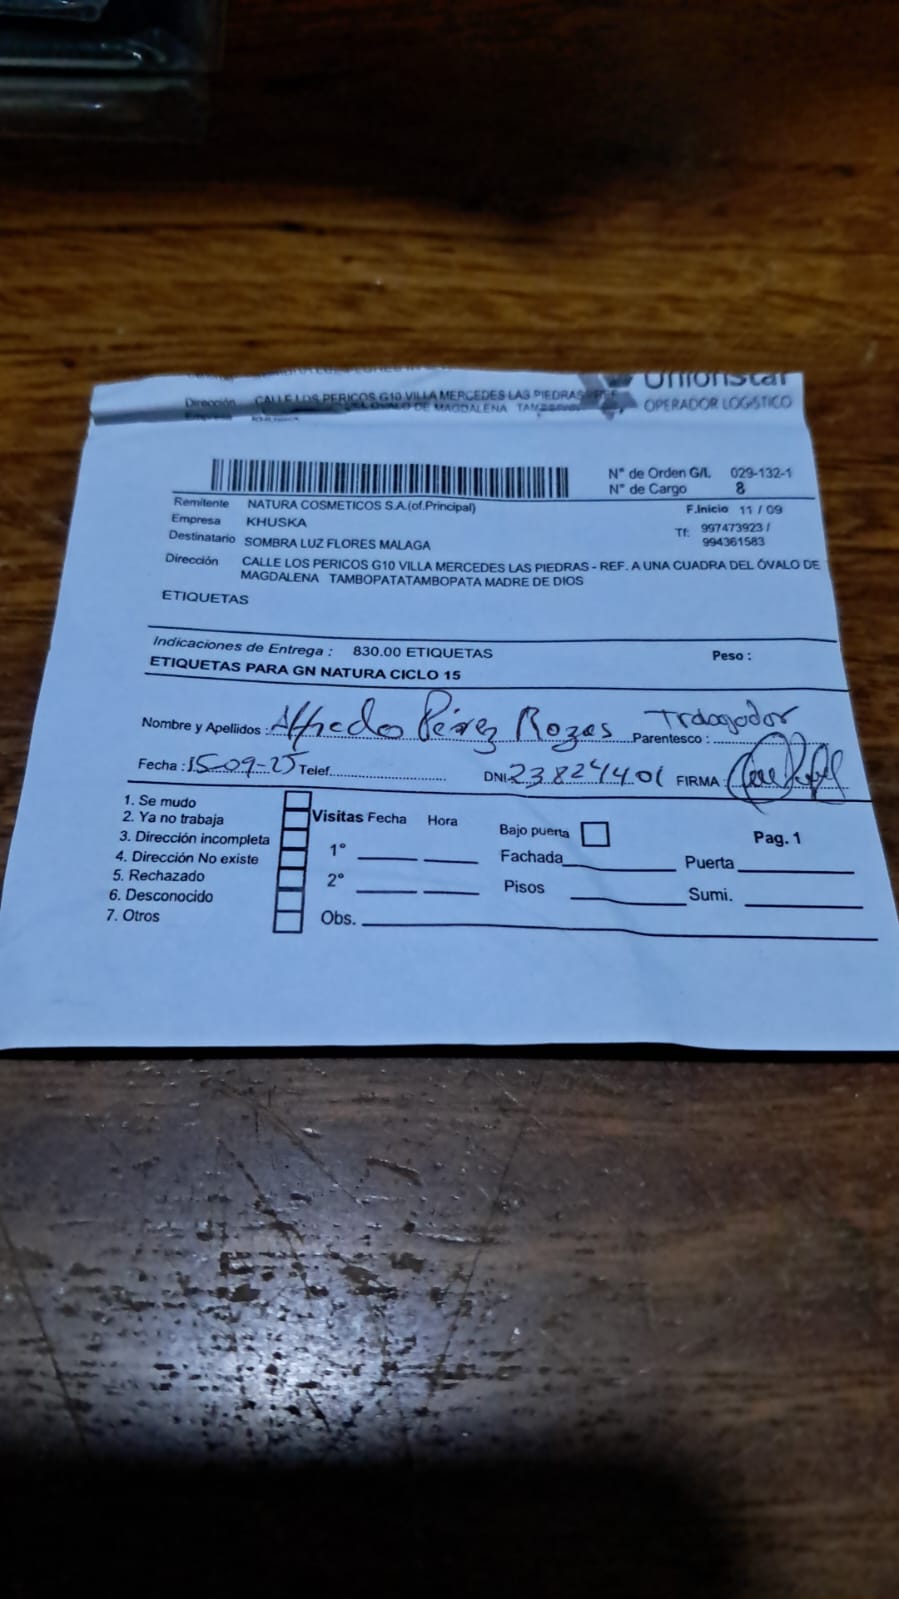 Dirección CALLE LOS PERICOS G10 VILLA MERCEDES LAS PIEDRAS
DE MAGDALENA
UnionStar
OPERADOR LOGISTICO
N° de Orden G/L 029-132-1
N° de Cargo 8
Remitente NATURA COSMETICOS S.A.(of.Principal)
F.Inicio 11 / 09
Empresa KHUSKA
Tf: 997473923 /
994361583
Destinatario SOMBRA LUZ FLORES MALAGA
Dirección CALLE LOS PERICOS G10 VILLA MERCEDES LAS PIEDRAS - REF. A UNA CUADRA DEL ÓVALO DE
MAGDALENA TAMBOPATATAMBOPATA MADRE DE DIOS
ETIQUETAS
Indicaciones de Entrega : 830.00 ETIQUETAS Peso :
ETIQUETAS PARA GN NATURA CICLO 15
Nombre y Apellidos : Alfredo Pérez Rozas Parentesco : Trabajador
Fecha : 15-09-25 Telef. DNI 23824401 FIRMA :
1. Se mudo
2. Ya no trabaja
3. Dirección incompleta
4. Dirección No existe
5. Rechazado
6. Desconocido
7. Otros
Visitas Fecha Hora
1°
2°
Obs.
Bajo puerta
Fachada
Pisos
Pag. 1
Puerta
Sumi.